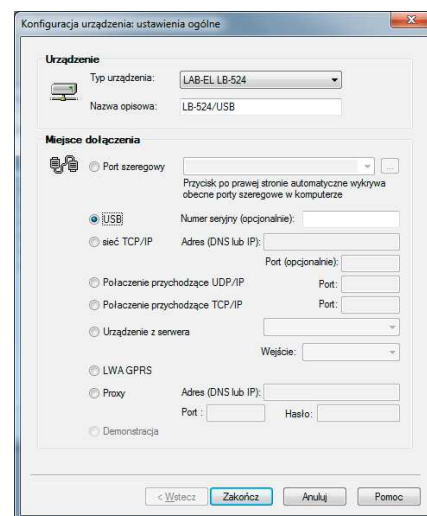 Konfiguracja urządzenia: ustawienia ogólne
Urządzenie
Typ urządzenia: LAB-EL LB-524
Nazwa opisowa: LB-524/USB
Miejsce dołączenia
Port szeregowy ...
Przycisk po prawej stronie automatyczne wykrywa
obecne porty szeregowe w komputerze
USB Numer seryjny (opcjonalnie):
sieć TCP/IP Adres (DNS lub IP):
Port (opcjonalnie):
Połaczenie przychodzące UDP/IP Port:
Połaczenie przychodzące TCP/IP Port:
Urządzenie z serwera
Wejście:
LWA GPRS
Proxy Adres (DNS lub IP):
Port : Hasło:
Demonstracja
< Wstecz Zakończ Anuluj Pomoc